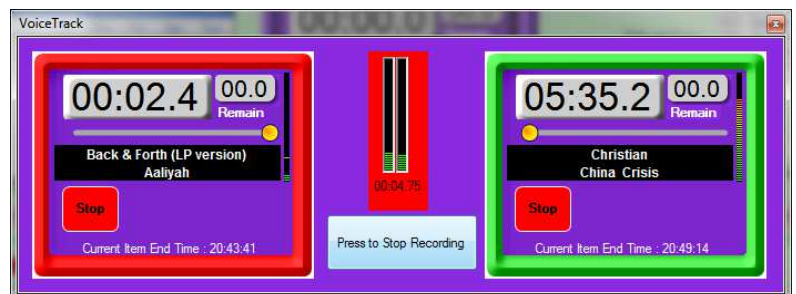 VoiceTrack
00:02.4
00.0
Remain
Back & Forth (LP version)
Aaliyah
Stop
Current Item End Time : 20:43:41
00:04.75
Press to Stop Recording
05:35.2
00.0
Remain
Christian
China Crisis
Stop
Current Item End Time : 20:49:14